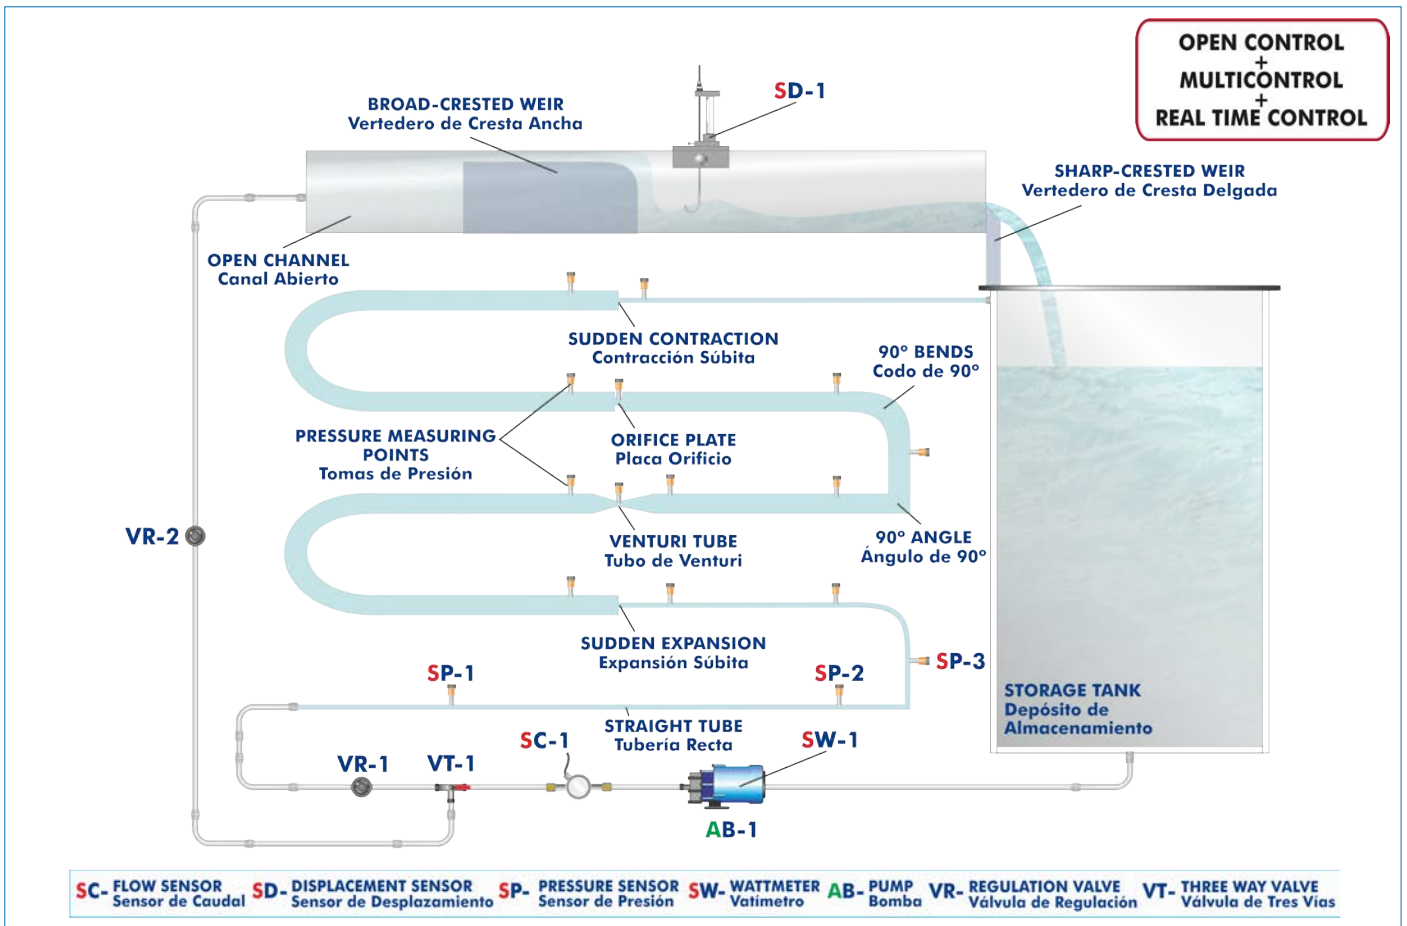 OPEN CONTROL
+
MULTICONTROL
+
REAL TIME CONTROL
SD-1
BROAD-CRESTED WEIR
Vertedero de Cresta Ancha
SHARP-CRESTED WEIR
Vertedero de Cresta Delgada
OPEN CHANNEL
Canal Abierto
SUDDEN CONTRACTION
Contracción Súbita
90º BENDS
Codo de 90º
PRESSURE MEASURING
POINTS
Tomas de Presión
ORIFICE PLATE
Placa Orificio
VR-2
VENTURI TUBE
Tubo de Venturi
90º ANGLE
Ángulo de 90º
SUDDEN EXPANSION
Expansión Súbita
SP-1
SP-2
SP-3
STORAGE TANK
Depósito de
Almacenamiento
STRAIGHT TUBE
Tubería Recta
SC-1
SW-1
VR-1
VT-1
AB-1
SC- FLOW SENSOR
Sensor de Caudal
SD- DISPLACEMENT SENSOR
Sensor de Desplazamiento
SP- PRESSURE SENSOR
Sensor de Presión
SW- WATTMETER
Vatímetro
AB- PUMP
Bomba
VR- REGULATION VALVE
Válvula de Regulación
VT- THREE WAY VALVE
Válvula de Tres Vías